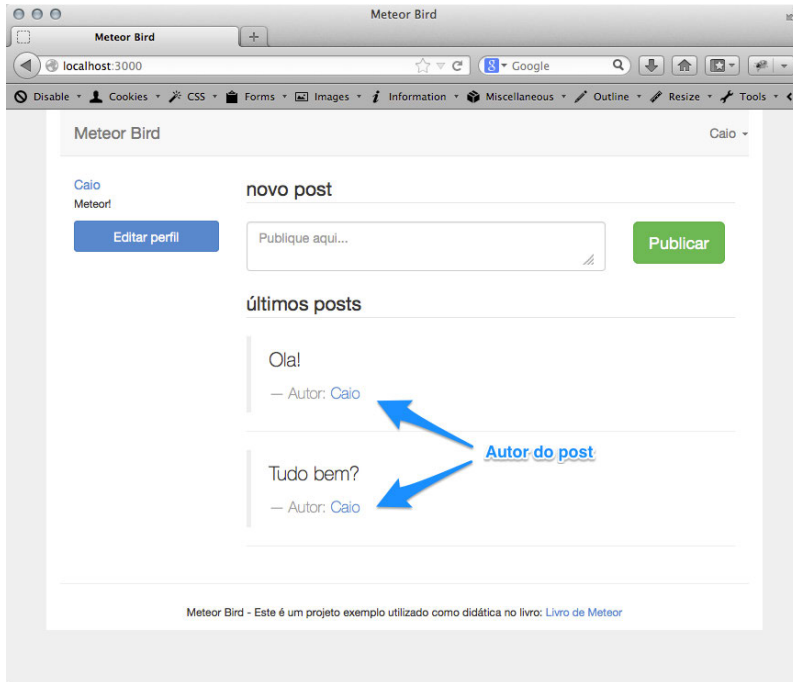 Meteor Bird
Meteor Bird
localhost:3000
Google
Disable Cookies CSS Forms Images Information Miscellaneous Outline Resize Tools
Meteor Bird
Caio
Caio
Meteor!
Editar perfil
novo post
Publique aqui...
Publicar
últimos posts
Ola!
— Autor: Caio
Autor do post
Tudo bem?
— Autor: Caio
Meteor Bird - Este é um projeto exemplo utilizado como didática no livro: Livro de Meteor